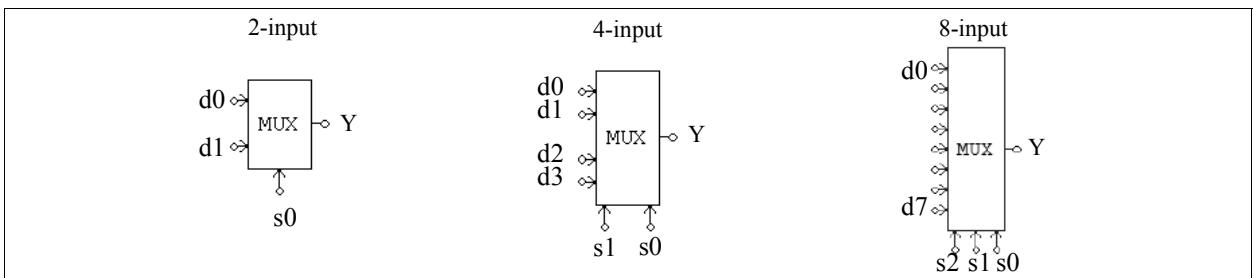 2-input
4-input
8-input
d0
d1
MUX
Y
s0
d0
d1
d2
d3
MUX
Y
s1 s0
d0
d7
MUX
Y
s2 s1 s0